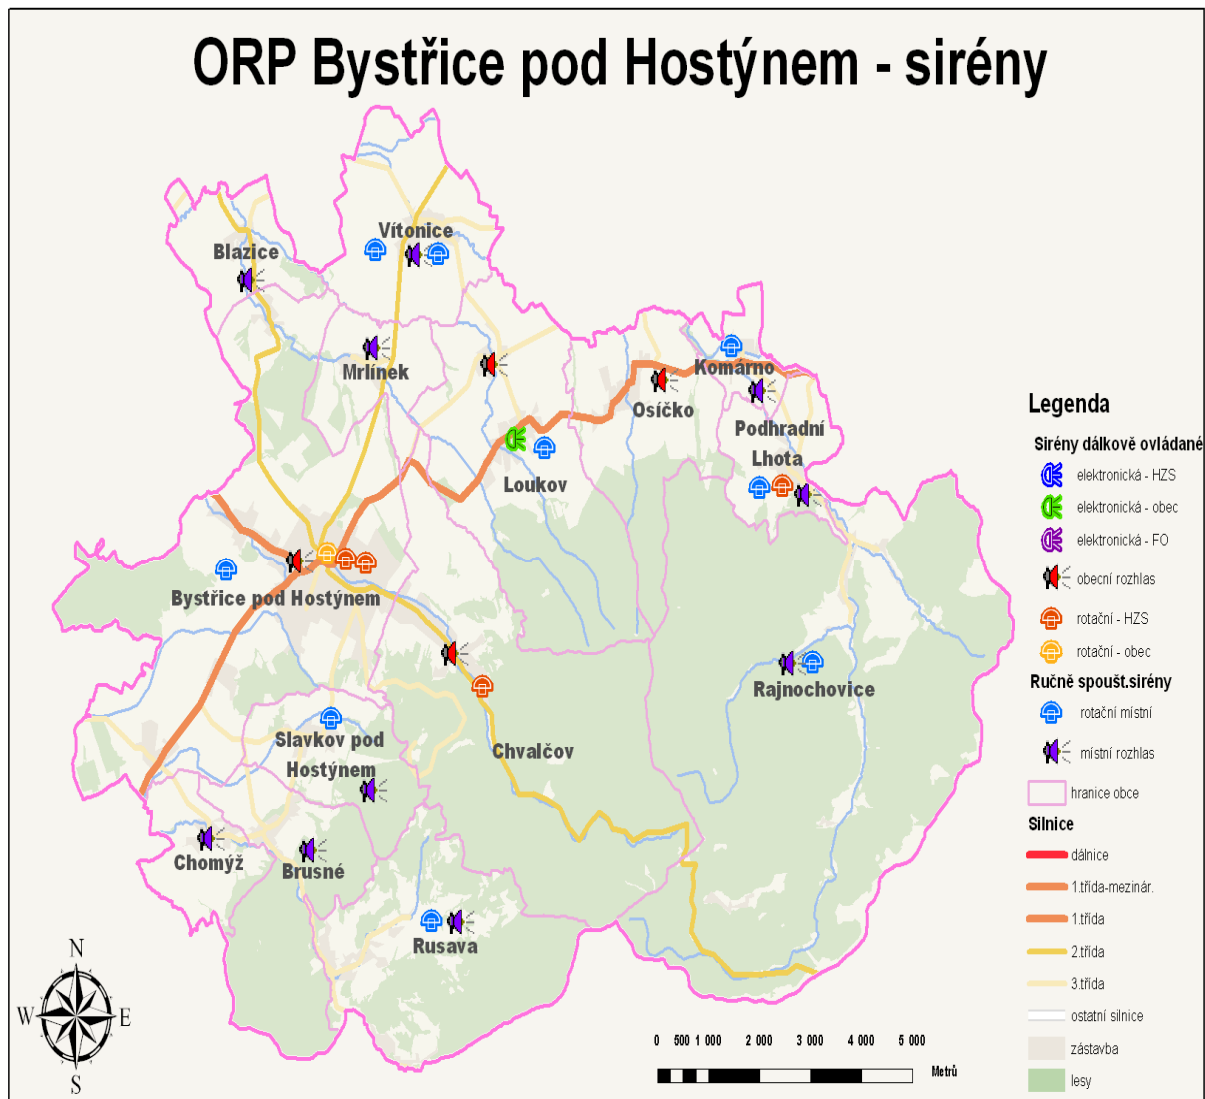 ORP Bystřice pod Hostýnem - sirény
Vítonice
Blazice
Mrlínek
Komárno
Osíčko
Podhradní
Lhota
Loukov
Bystřice pod Hostýnem
Rajnochovice
Slavkov pod
Hostýnem
Chvalčov
Chomýž
Brusné
Rusava
Legenda
Sirény dálkově ovládané
elektronická - HZS
elektronická - obec
elektronická - FO
obecní rozhlas
rotační - HZS
rotační - obec
Ručně spoušt.sirény
rotační místní
místní rozhlas
hranice obce
Silnice
dálnice
1.třída-mezinár.
1.třída
2.třída
3.třída
ostatní silnice
zástavba
lesy
N
W E
S
0 500 1 000 2 000 3 000 4 000 5 000
Metrů